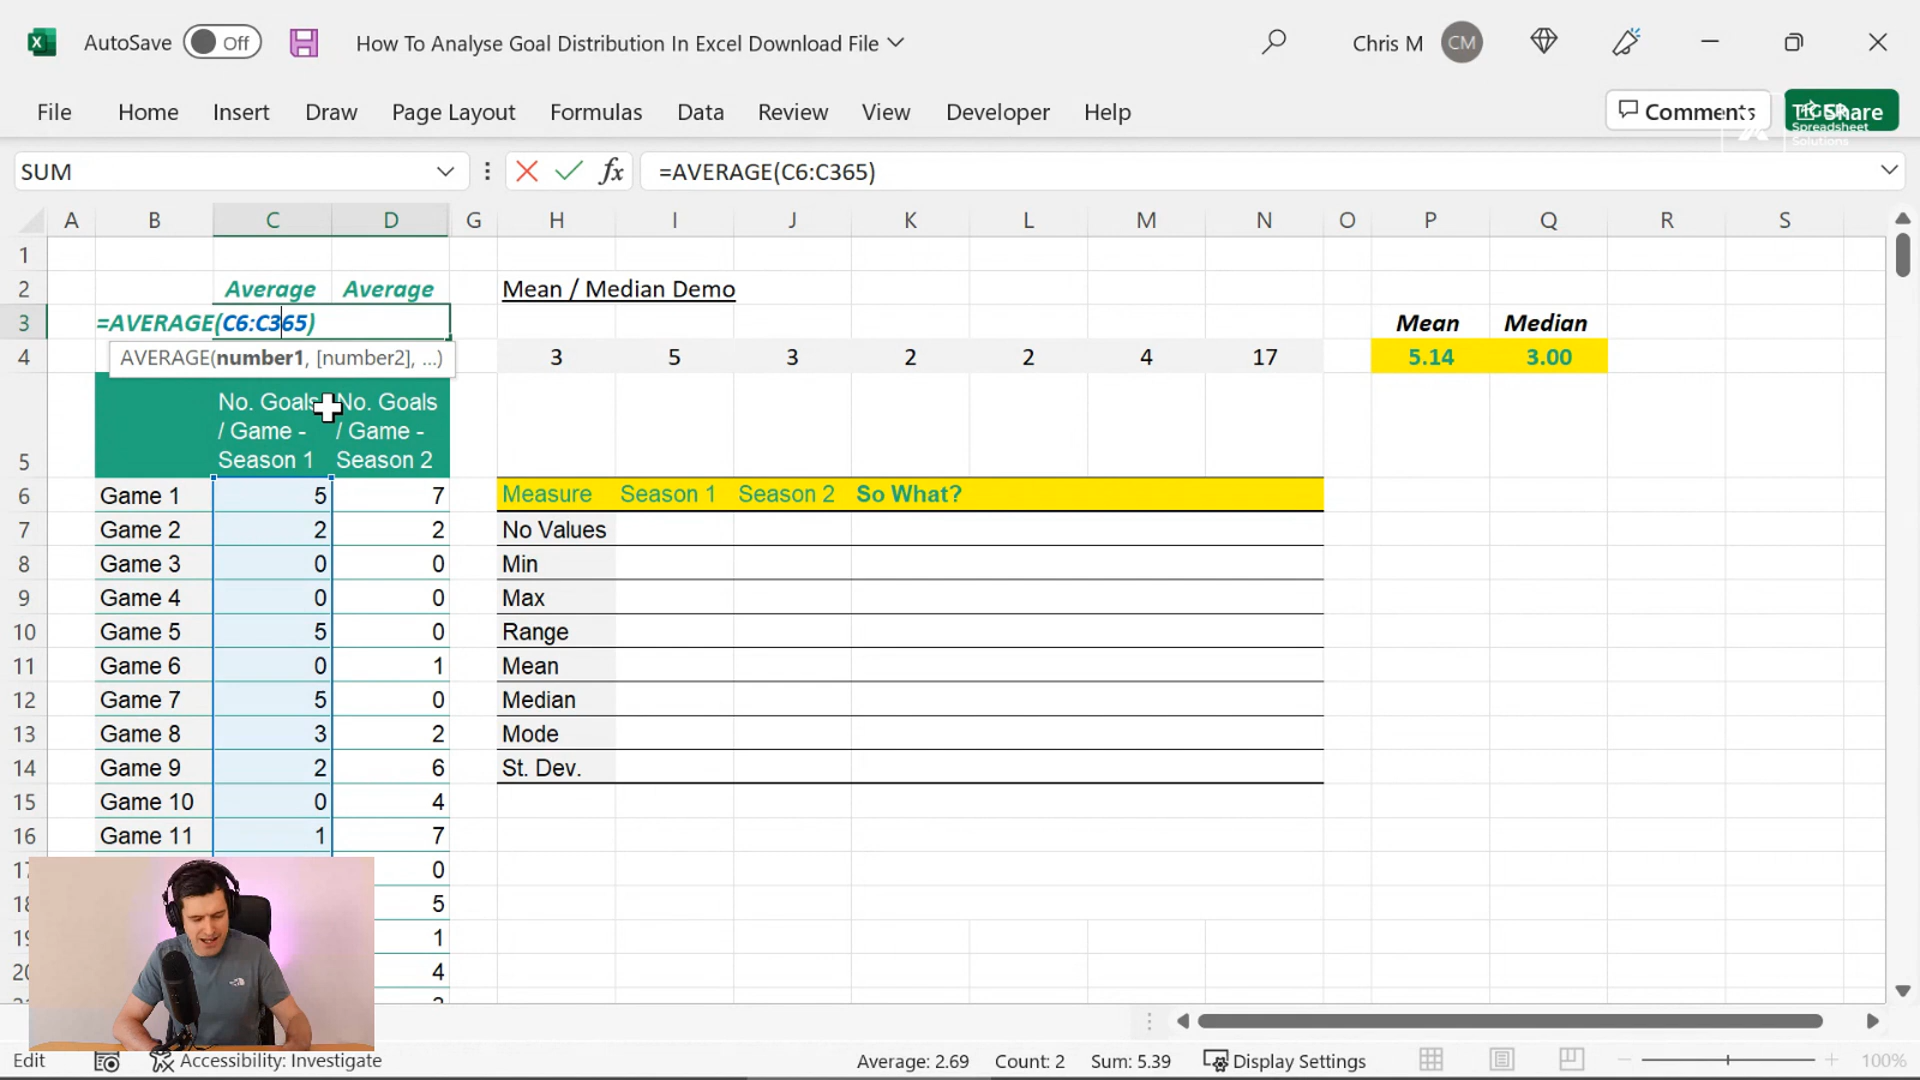 AutoSave Off How To Analyse Goal Distribution In Excel Download File Chris M CM
File Home Insert Draw Page Layout Formulas Data Review View Developer Help Comments Share
TIGER
Spreadsheet
Solutions
SUM fx =AVERAGE(C6:C365)
A B C D G H I J K L M N O P Q R S
1
2 Average Average Mean / Median Demo
3 =AVERAGE(C6:C365) Mean Median
AVERAGE(number1, [number2], ...)
4 3 5 3 2 2 4 17 5.14 3.00
No. Goals No. Goals
/ Game - / Game -
5 Season 1 Season 2
6 Game 1 5 7 Measure Season 1 Season 2 So What?
7 Game 2 2 2 No Values
8 Game 3 0 0 Min
9 Game 4 0 0 Max
10 Game 5 5 0 Range
11 Game 6 0 1 Mean
12 Game 7 5 0 Median
13 Game 8 3 2 Mode
14 Game 9 2 6 St. Dev.
15 Game 10 0 4
16 Game 11 1 7
0
18 5
19 1
20 4
Edit Accessibility: Investigate Average: 2.69 Count: 2 Sum: 5.39 Display Settings 100%